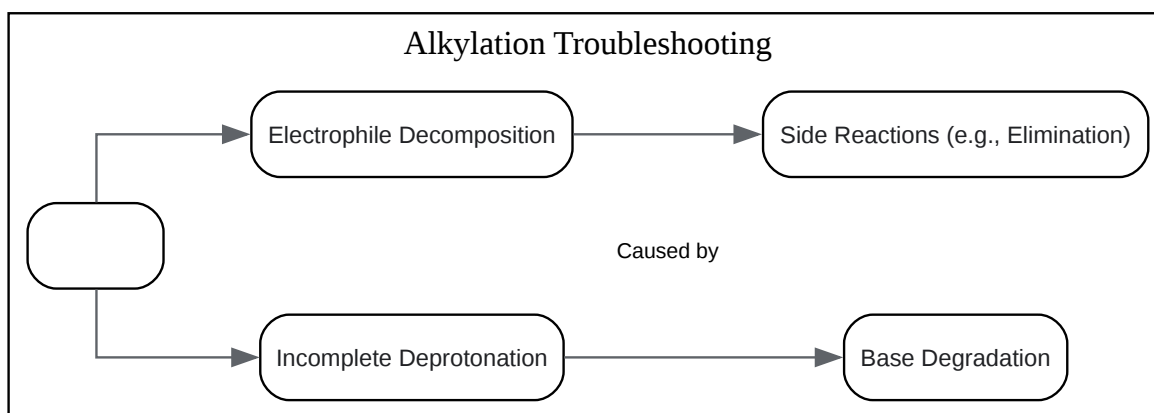 Alkylation Troubleshooting
Electrophile Decomposition
Side Reactions (e.g., Elimination)
Caused by
Incomplete Deprotonation
Base Degradation